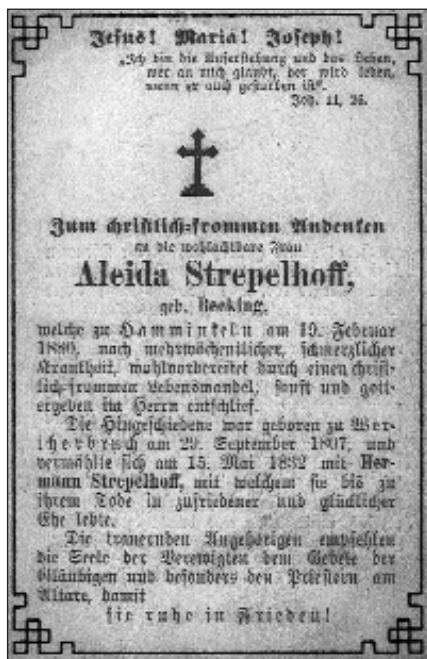 Jesus! Maria! Joseph!
„Ich bin die Auferstehung und das Leben,
wer an mich glaubt, der wird leben,
wenn er auch gestorben ist“.
Joh. 11, 25.
Zum christlich-frommen Andenken
an die wohlachtbare Frau
Aleida Strepelhoff,
geb.
welche zu Hamminkeln am 19. Februar
1880, nach mehrwöchentlicher, schmerzlicher
Krankheit, wohlvorbereitet durch einen christ-
lich-frommen Lebenswandel, sanft und gott-
ergeben im Herrn entschlief.
Die Hingeschiedene war geboren zu Wer-
therbruch am 29. September 1807, und
vermählte sich am 15. Mai 1832 mit Her-
mann Strepelhoff, mit welchem sie bis zu
ihrem Tode in zufriedener und glücklicher
Ehe lebte.
Die trauernden Angehörigen empfehlen
die Seele der Verewigten dem Gebete der
Gläubigen und besonders den Priestern am
Altare, damit
sie ruhe in Frieden!